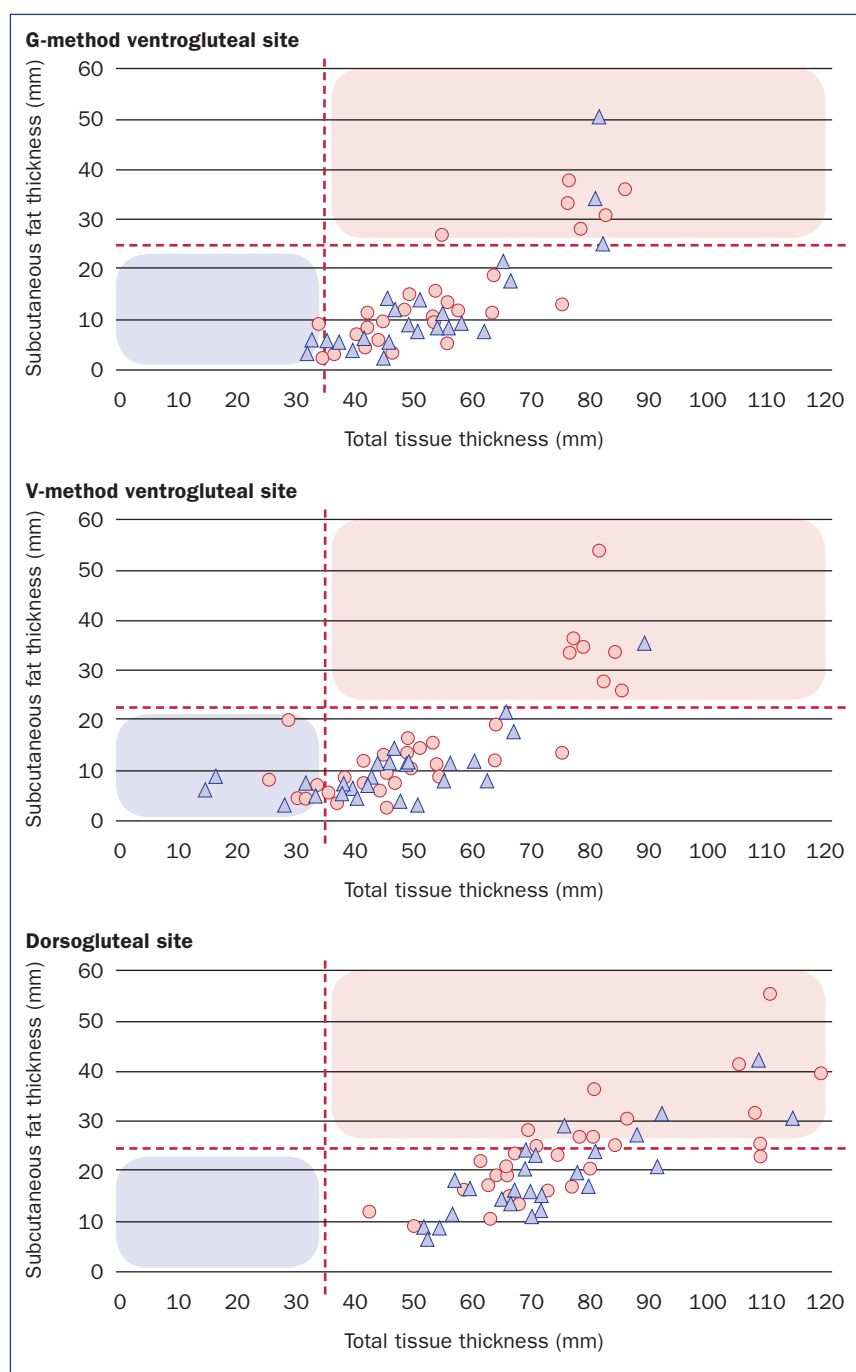 G-method ventrogluteal site
Subcutaneous fat thickness (mm)
60
50
40
30
20
10
0
0 10 20 30 40 50 60 70 80 90 100 110 120
Total tissue thickness (mm)
V-method ventrogluteal site
Subcutaneous fat thickness (mm)
60
50
40
30
20
10
0
0 10 20 30 40 50 60 70 80 90 100 110 120
Total tissue thickness (mm)
Dorsogluteal site
Subcutaneous fat thickness (mm)
60
50
40
30
20
10
0
0 10 20 30 40 50 60 70 80 90 100 110 120
Total tissue thickness (mm)